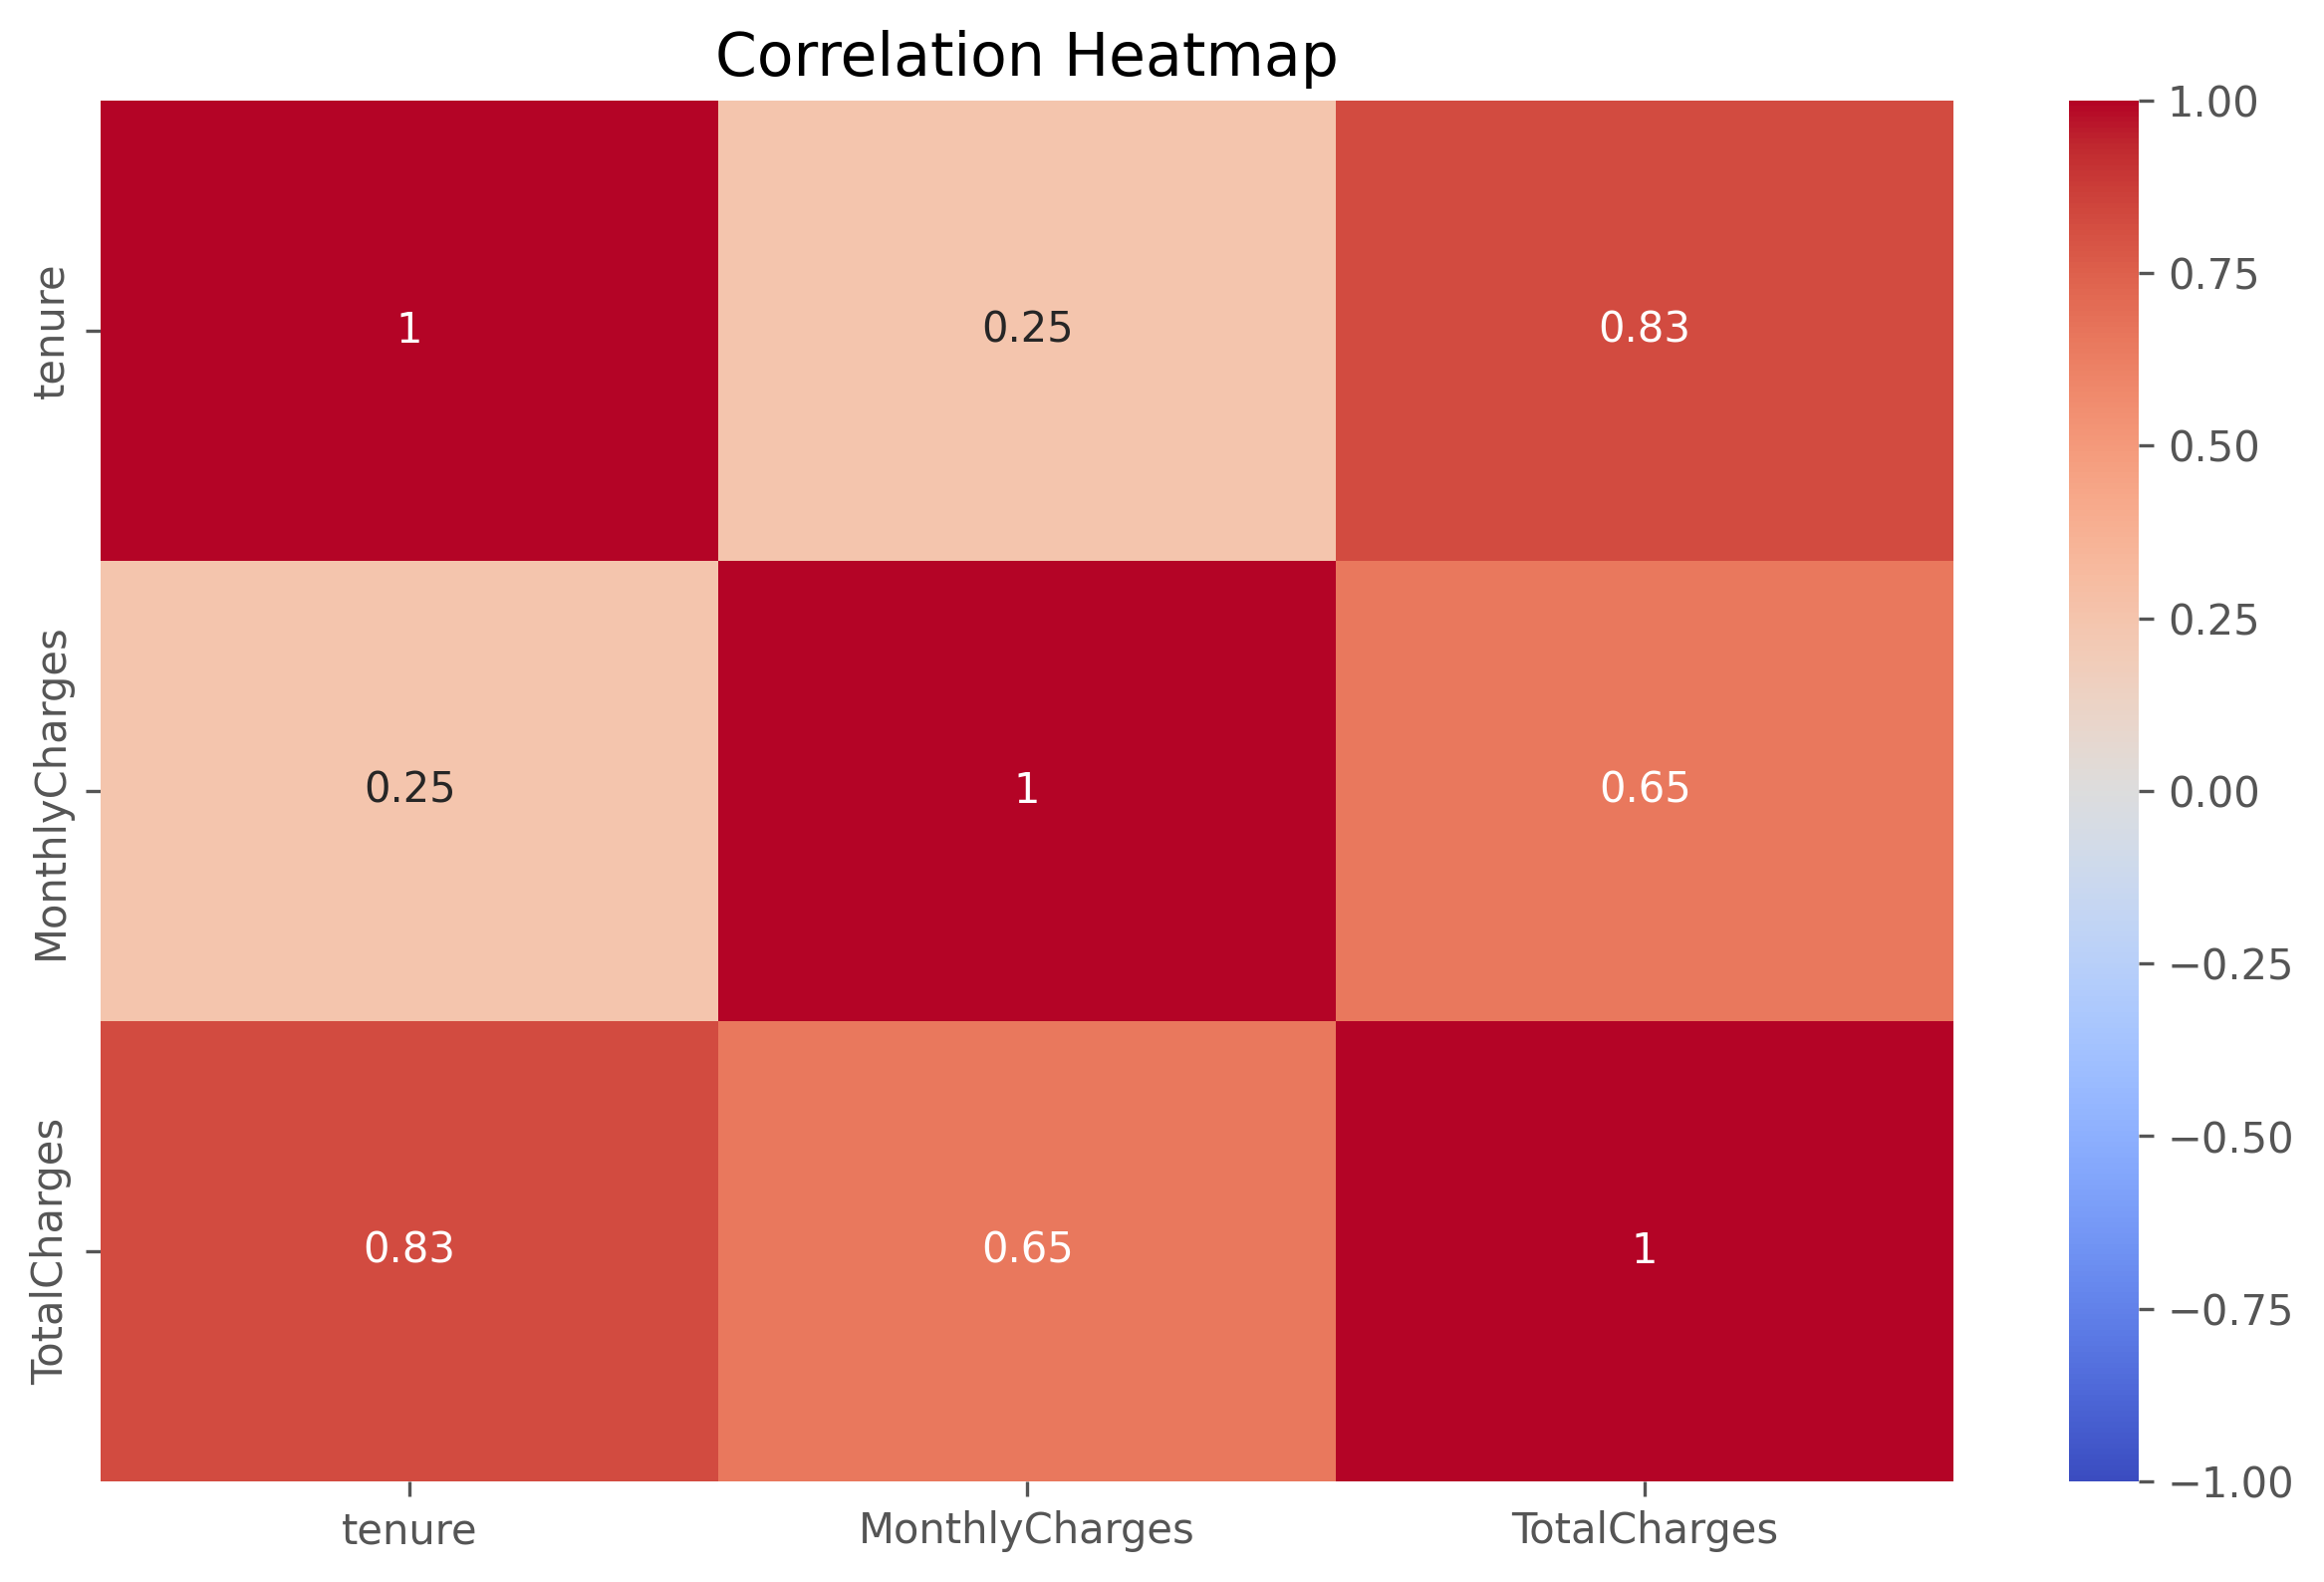 Correlation Heatmap
tenure
MonthlyCharges
TotalCharges
1 0.25 0.83
0.25 1 0.65
0.83 0.65 1
tenure MonthlyCharges TotalCharges
1.00
0.75
0.50
0.25
0.00
−0.25
−0.50
−0.75
−1.00